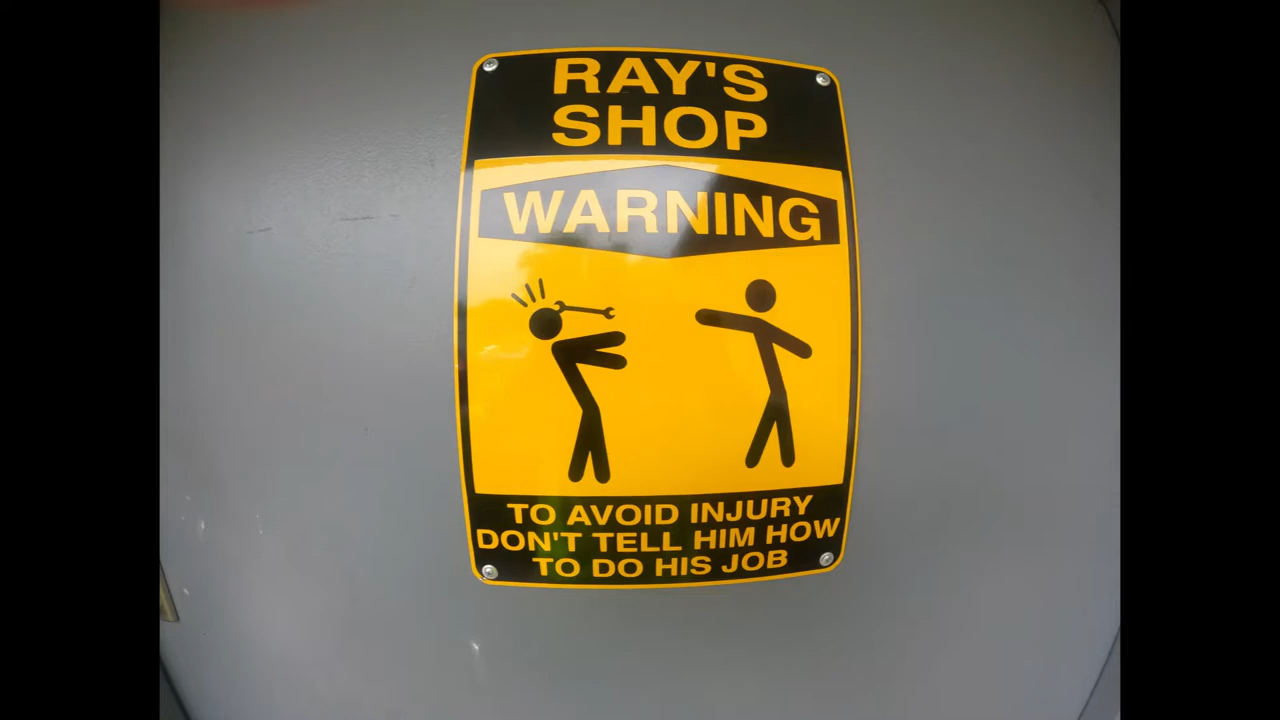 RAY'S
SHOP
WARNING
TO AVOID INJURY
DON'T TELL HIM HOW
TO DO HIS JOB